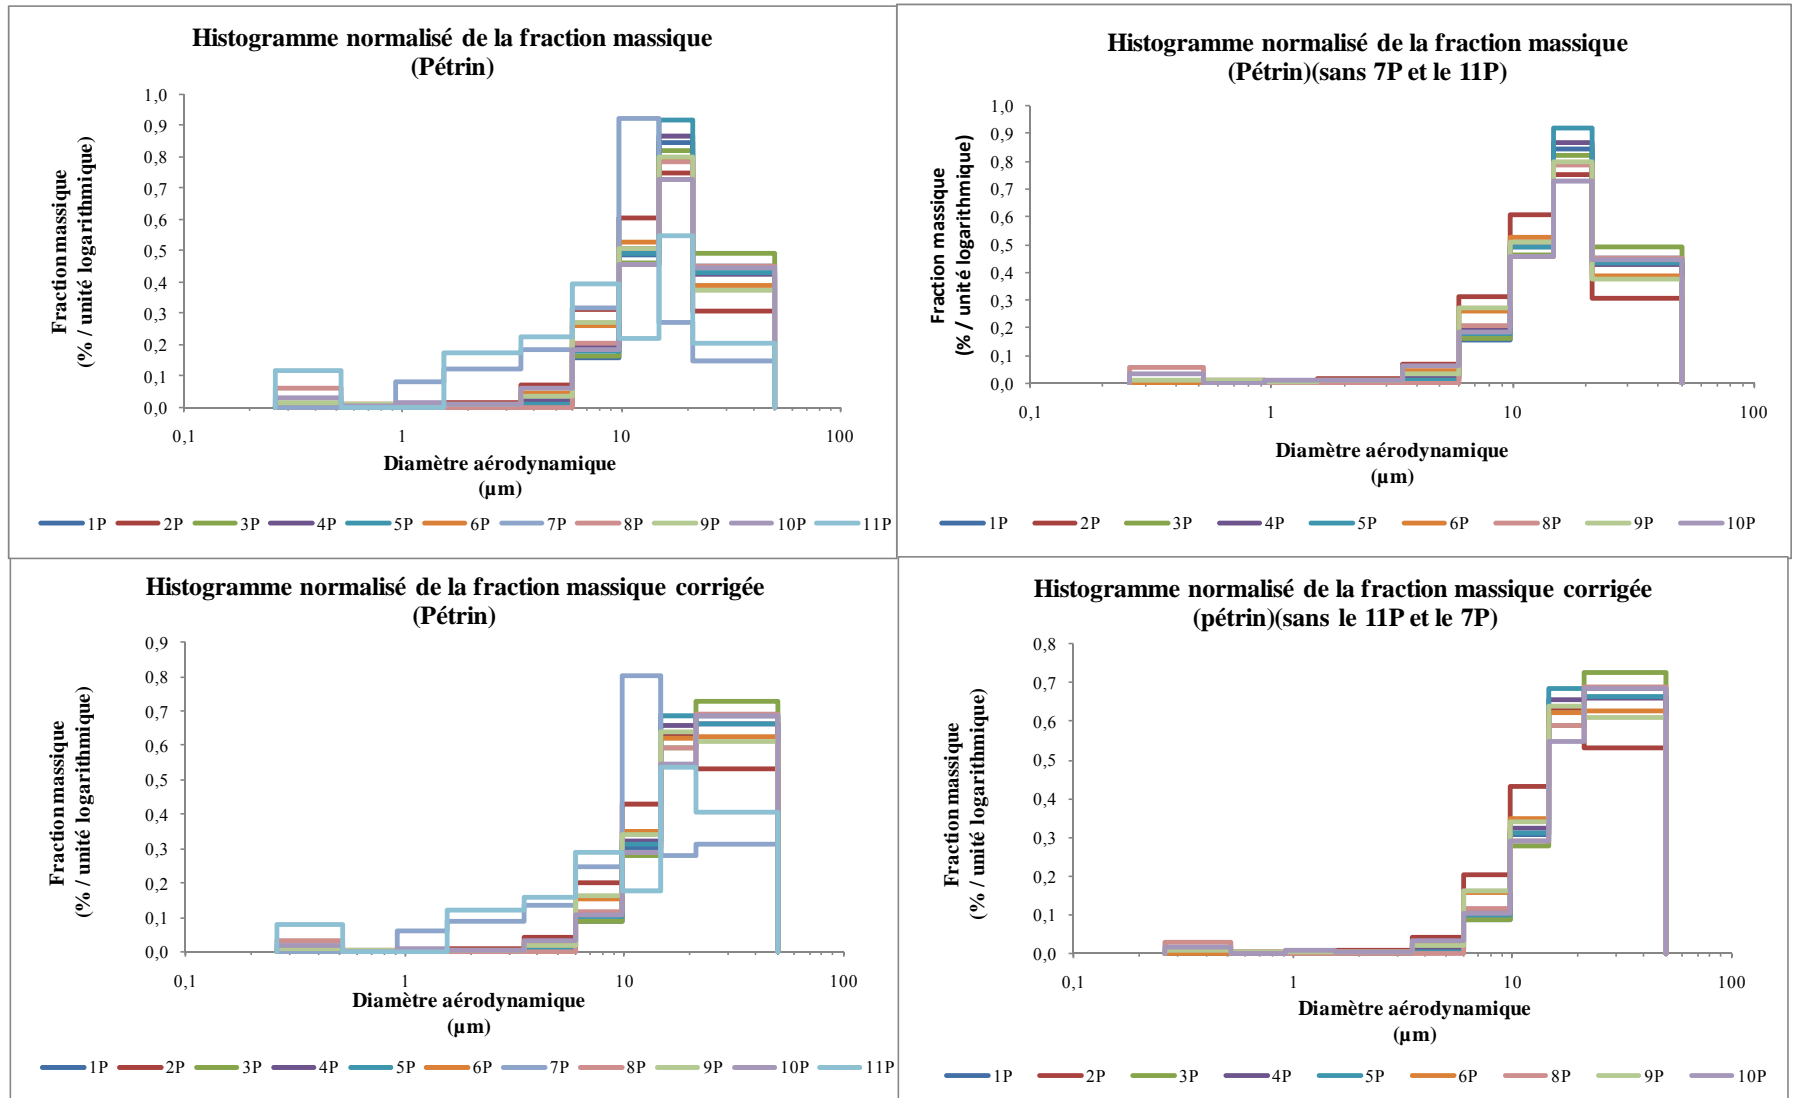 Histogramme normalisé de la fraction massique
(Pétrin)
Fraction massique
(% / unité logarithmique)
1,0
0,9
0,8
0,7
0,6
0,5
0,4
0,3
0,2
0,1
0,0
0,1 1 10 100
Diamètre aérodynamique
(µm)
1P 2P 3P 4P 5P 6P 7P 8P 9P 10P 11P
Histogramme normalisé de la fraction massique
(Pétrin)(sans 7P et le 11P)
Fraction massique
(% / unité logarithmique)
1,0
0,9
0,8
0,7
0,6
0,5
0,4
0,3
0,2
0,1
0,0
0,1 1 10 100
Diamètre aérodynamique
(µm)
1P 2P 3P 4P 5P 6P 8P 9P 10P
Histogramme normalisé de la fraction massique corrigée
(Pétrin)
Fraction massique
(% / unité logarithmique)
0,9
0,8
0,7
0,6
0,5
0,4
0,3
0,2
0,1
0,0
0,1 1 10 100
Diamètre aérodynamique
(µm)
1P 2P 3P 4P 5P 6P 7P 8P 9P 10P 11P
Histogramme normalisé de la fraction massique corrigée
(pétrin)(sans le 11P et le 7P)
Fraction massique
(% / unité logarithmique)
0,8
0,7
0,6
0,5
0,4
0,3
0,2
0,1
0,0
0,1 1 10 100
Diamètre aérodynamique
(µm)
1P 2P 3P 4P 5P 6P 8P 9P 10P